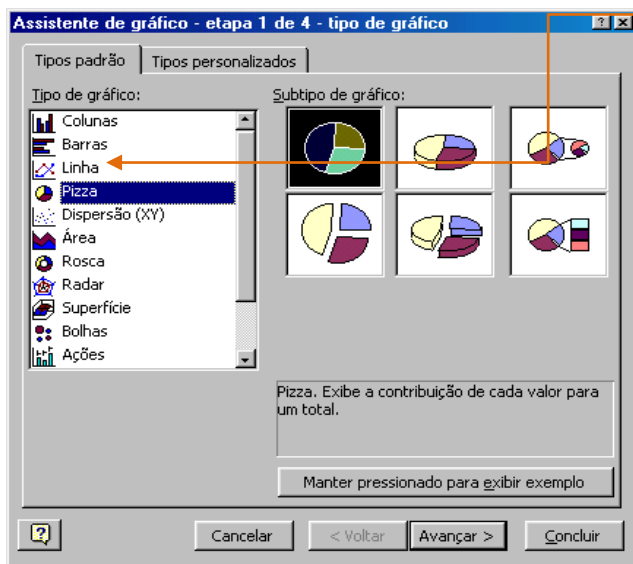 Assistente de gráfico - etapa 1 de 4 - tipo de gráfico
Tipos padrão
Tipos personalizados
Tipo de gráfico:
Subtipo de gráfico:
Colunas
Barras
Linha
Pizza
Dispersão (XY)
Área
Rosca
Radar
Superfície
Bolhas
Ações
Pizza. Exibe a contribuição de cada valor para
um total.
Manter pressionado para exibir exemplo
Cancelar
< Voltar
Avançar >
Concluir